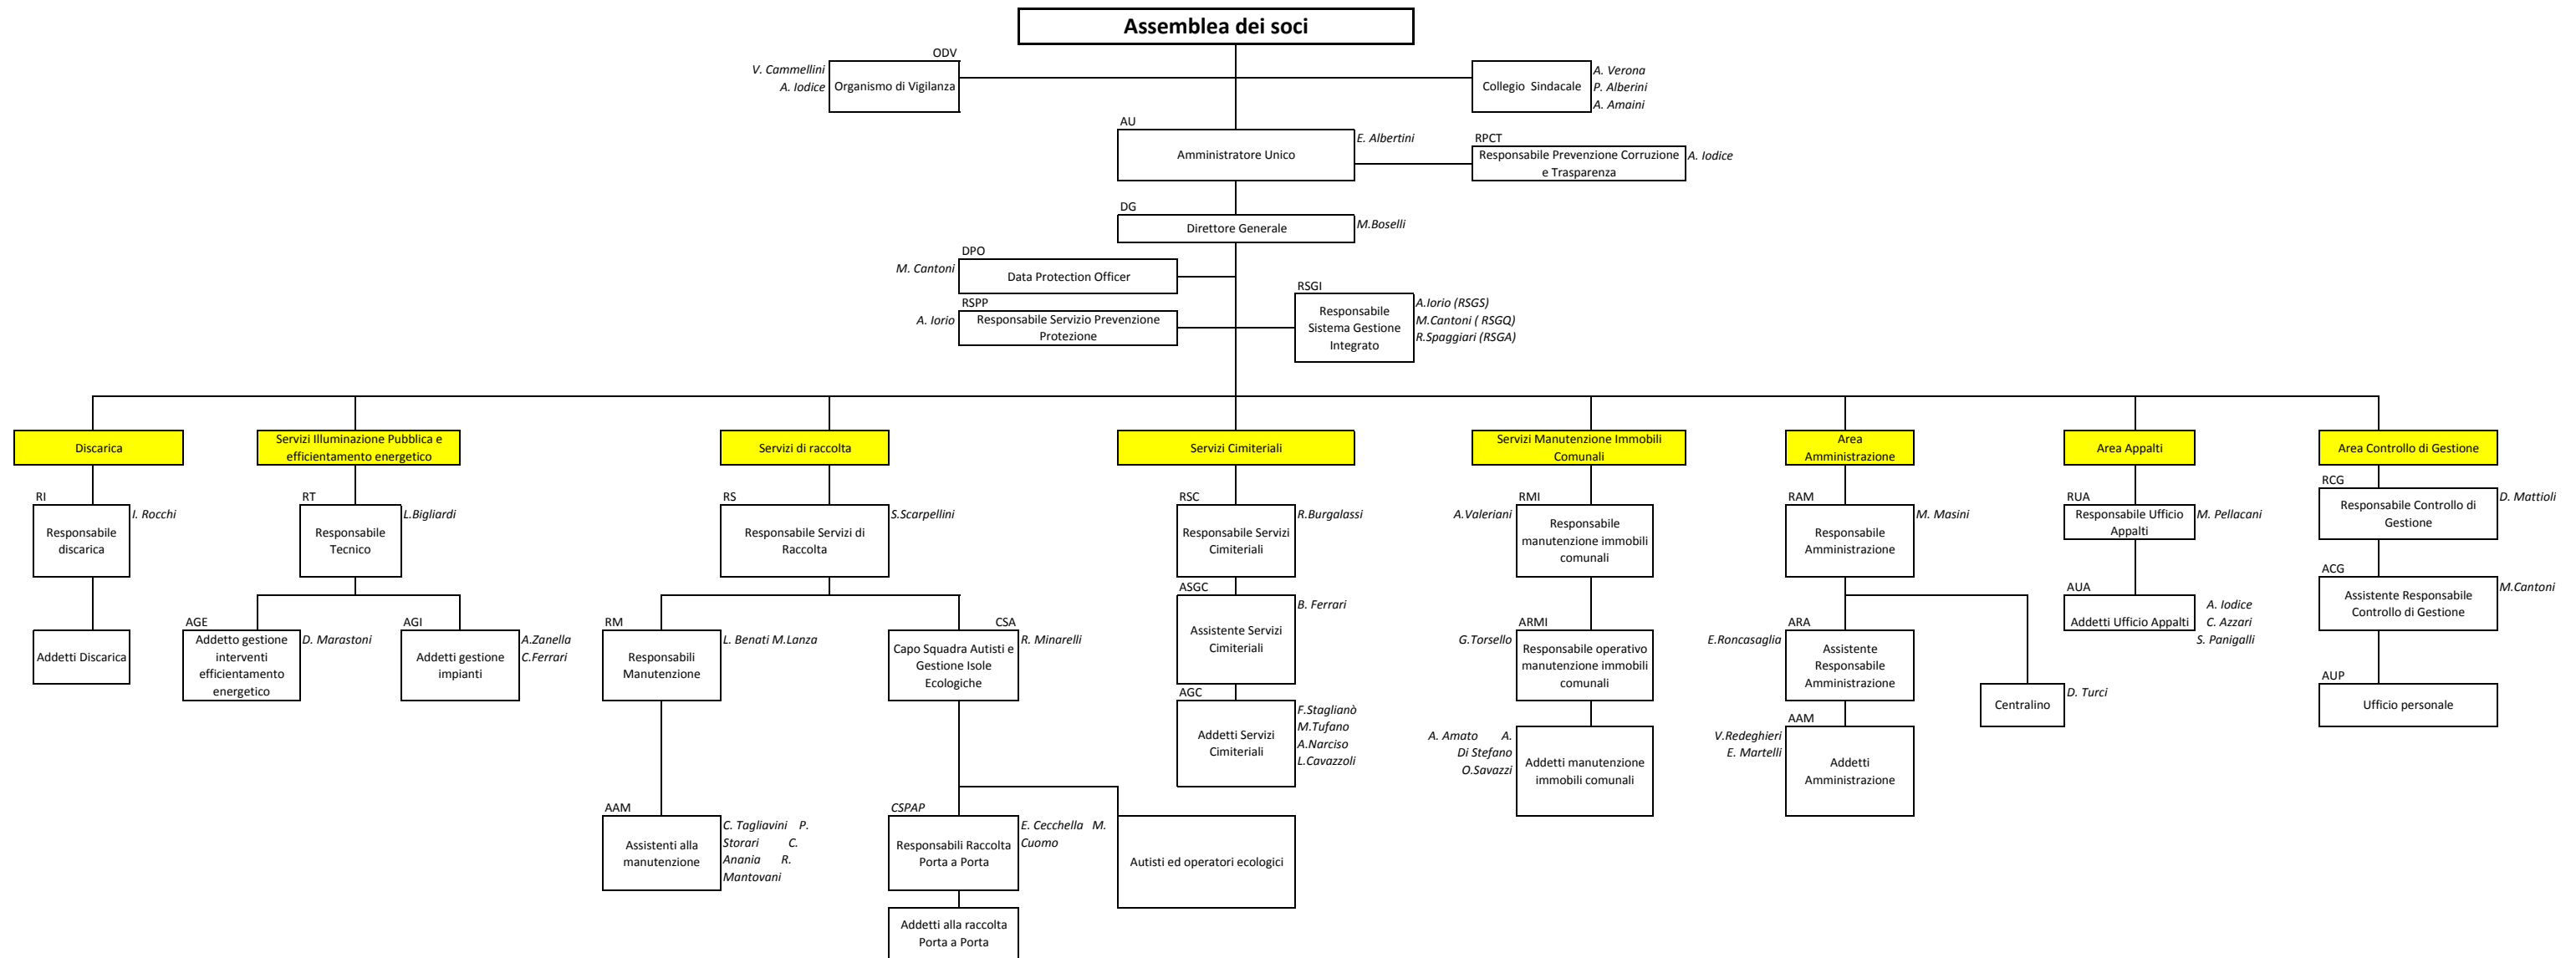 Assemblea dei soci
ODV
V. Cammellini
A. Iodice
Organismo di Vigilanza
Collegio Sindacale
A. Verona
P. Alberini
A. Amaini
AU
Amministratore Unico
E. Albertini
RPCT
Responsabile Prevenzione Corruzione
e Trasparenza
A. Iodice
DG
Direttore Generale
M.Boselli
DPO
M. Cantoni
Data Protection Officer
RSPP
A. Iorio
Responsabile Servizio Prevenzione
Protezione
RSGI
Responsabile
Sistema Gestione
Integrato
A.Iorio (RSGS)
M.Cantoni ( RSGQ)
R.Spaggiari (RSGA)
Discarica
RI
Responsabile
discarica
I. Rocchi
Addetti Discarica
Servizi Illuminazione Pubblica e
efficientamento energetico
RT
Responsabile
Tecnico
L.Bigliardi
AGE
Addetto gestione
interventi
efficientamento
energetico
D. Marastoni
AGI
Addetti gestione
impianti
A.Zanella
C.Ferrari
Servizi di raccolta
RS
Responsabile Servizi di
Raccolta
S.Scarpellini
RM
Responsabili
Manutenzione
L. Benati M.Lanza
CSA
Capo Squadra Autisti e
Gestione Isole
Ecologiche
R. Minarelli
AAM
Assistenti alla
manutenzione
C. Tagliavini P.
Storari C.
Anania R.
Mantovani
CSPAP
Responsabili Raccolta
Porta a Porta
E. Cecchella M.
Cuomo
Autisti ed operatori ecologici
Addetti alla raccolta
Porta a Porta
Servizi Cimiteriali
RSC
Responsabile Servizi
Cimiteriali
R.Burgalassi
ASGC
Assistente Servizi
Cimiteriali
B. Ferrari
AGC
Addetti Servizi
Cimiteriali
F.Staglianò
M.Tufano
A.Narciso
L.Cavazzoli
Servizi Manutenzione Immobili
Comunali
RMI
A.Valeriani
Responsabile
manutenzione immobili
comunali
ARMI
G.Torsello
Responsabile operativo
manutenzione immobili
comunali
A. Amato A.
Di Stefano
O.Savazzi
Addetti manutenzione
immobili comunali
Area
Amministrazione
RAM
Responsabile
Amministrazione
M. Masini
ARA
E.Roncasaglia
Assistente
Responsabile
Amministrazione
Centralino
D. Turci
AAM
V.Redeghieri
E. Martelli
Addetti
Amministrazione
Area Appalti
RUA
Responsabile Ufficio
Appalti
M. Pellacani
AUA
Addetti Ufficio Appalti
A. Iodice
C. Azzari
S. Panigalli
Area Controllo di Gestione
RCG
Responsabile Controllo di
Gestione
D. Mattioli
ACG
Assistente Responsabile
Controllo di Gestione
M.Cantoni
AUP
Ufficio personale